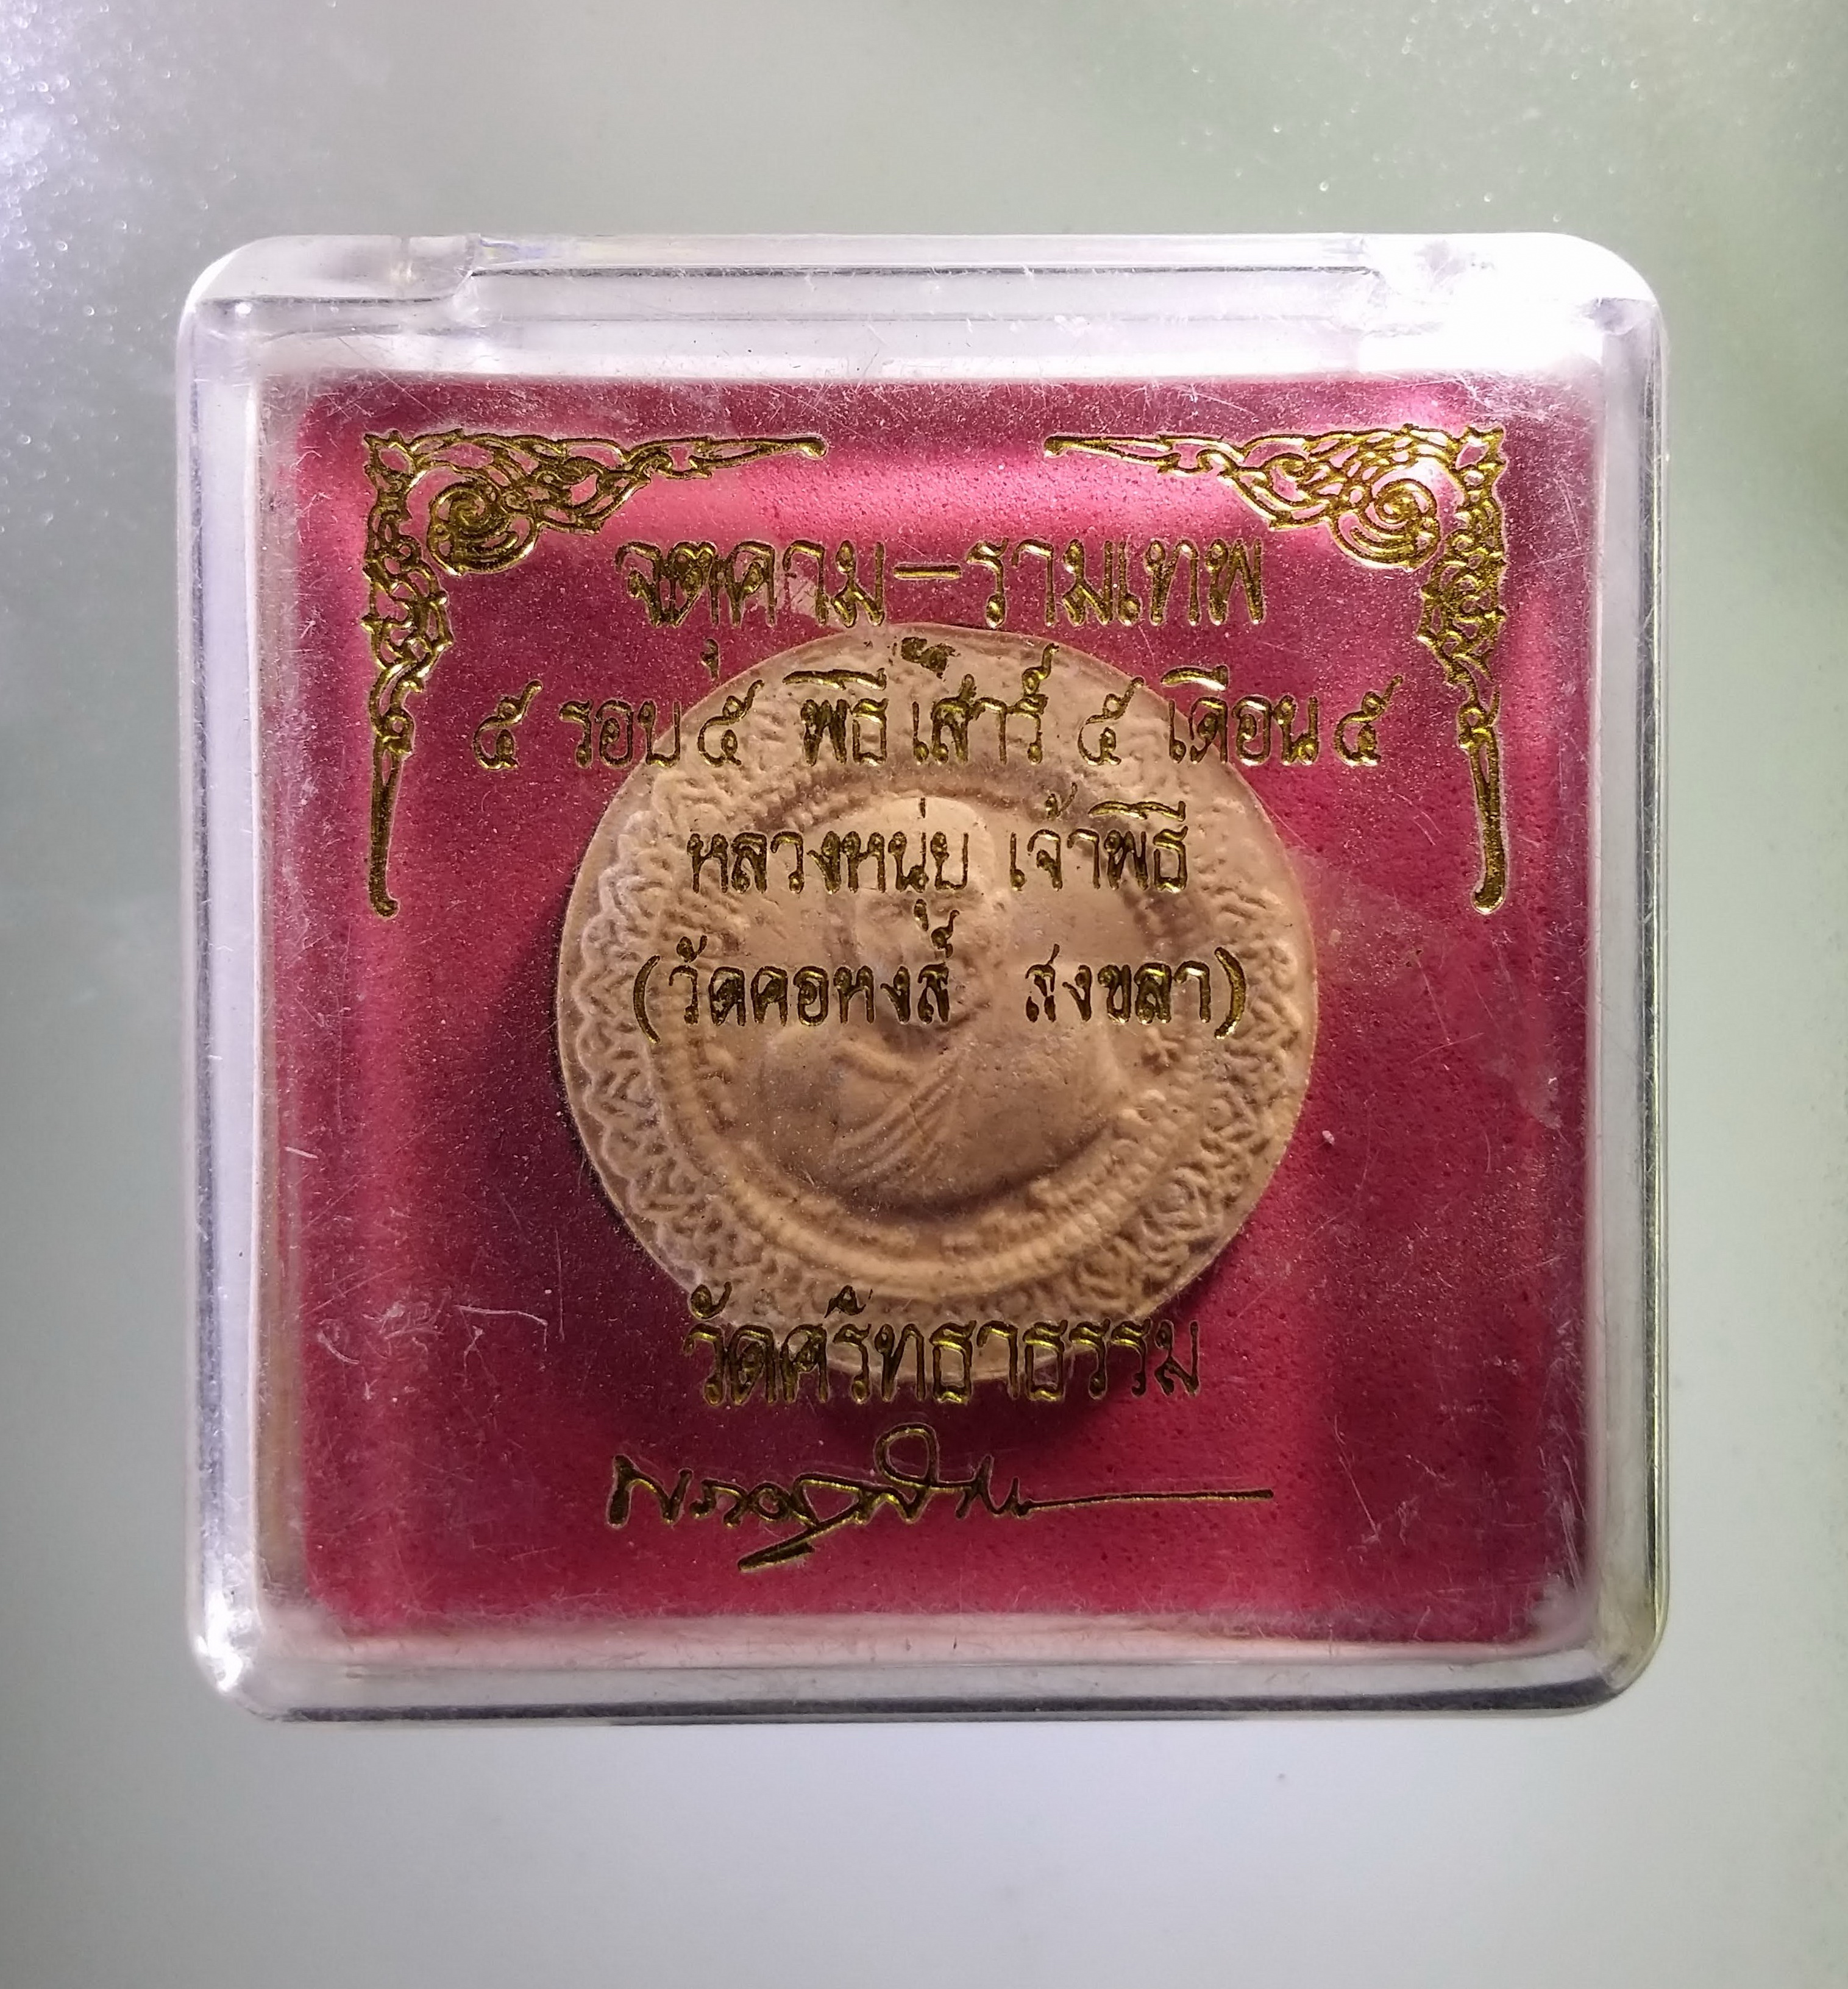 จตุคาม-รามเทพ
๕ รอบ ๕ พิธี เสาร์ ๕ เดือน ๕
หลวงหนุ่ย เจ้าพิธี
(วัดคอหงส์ สงขลา)
วัดศรัทธาธรรม